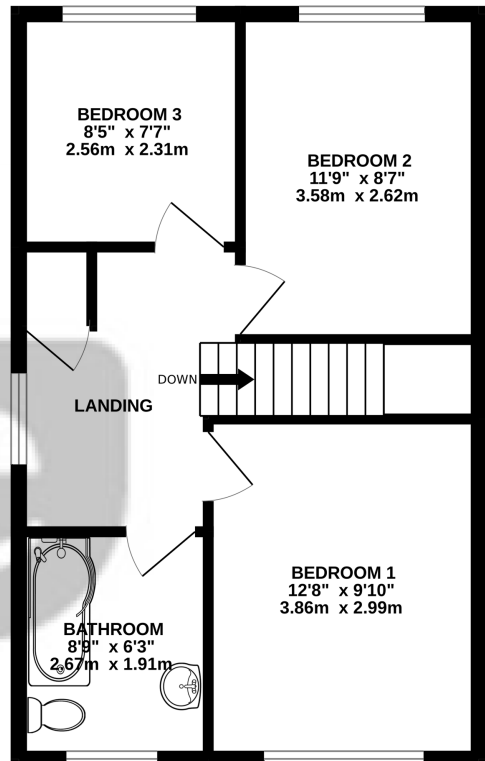 BEDROOM 3
8'5" x 7'7"
2.56m x 2.31m
BEDROOM 2
11'9" x 8'7"
3.58m x 2.62m
DOWN
LANDING
BEDROOM 1
12'8" x 9'10"
3.86m x 2.99m
BATHROOM
8'9" x 6'3"
2.67m x 1.91m